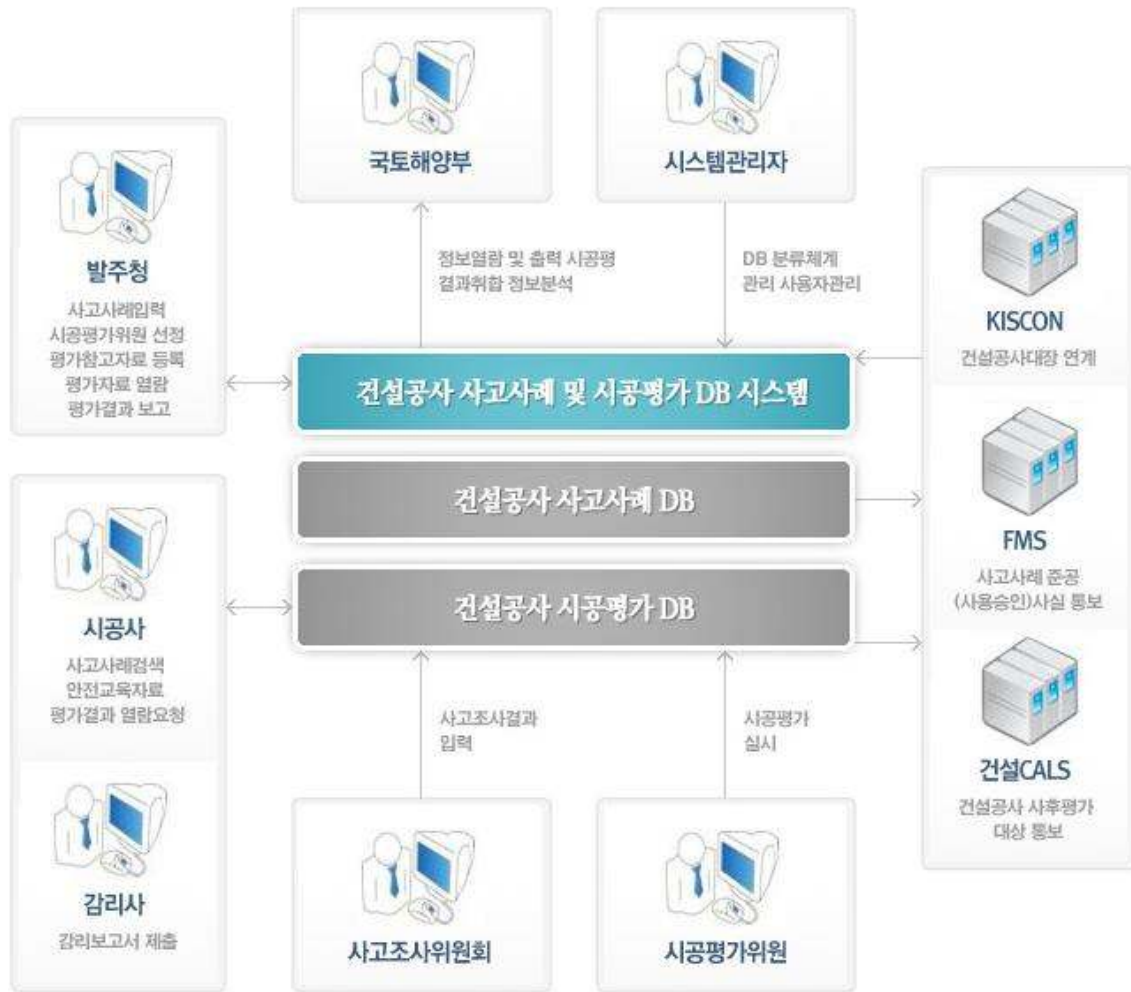 국토해양부
시스템관리자
발주청
사고사례입력
시공평가위원 선정
평가참고자료 등록
평가자료 열람
평가결과 보고
정보열람 및 출력 시공평
결과취합 정보분석
DB 분류체계
관리 사용자관리
KISCON
건설공사대장 연계
건설공사 사고사례 및 시공평가 DB 시스템
건설공사 사고사례 DB
건설공사 시공평가 DB
FMS
사고사례 준공
(사용승인)사실 통보
시공사
사고사례검색
안전교육자료
평가결과 열람요청
사고조사결과
입력
시공평가
실시
건설CALS
건설공사 사후평가
대상 통보
감리사
감리보고서 제출
사고조사위원회
시공평가위원